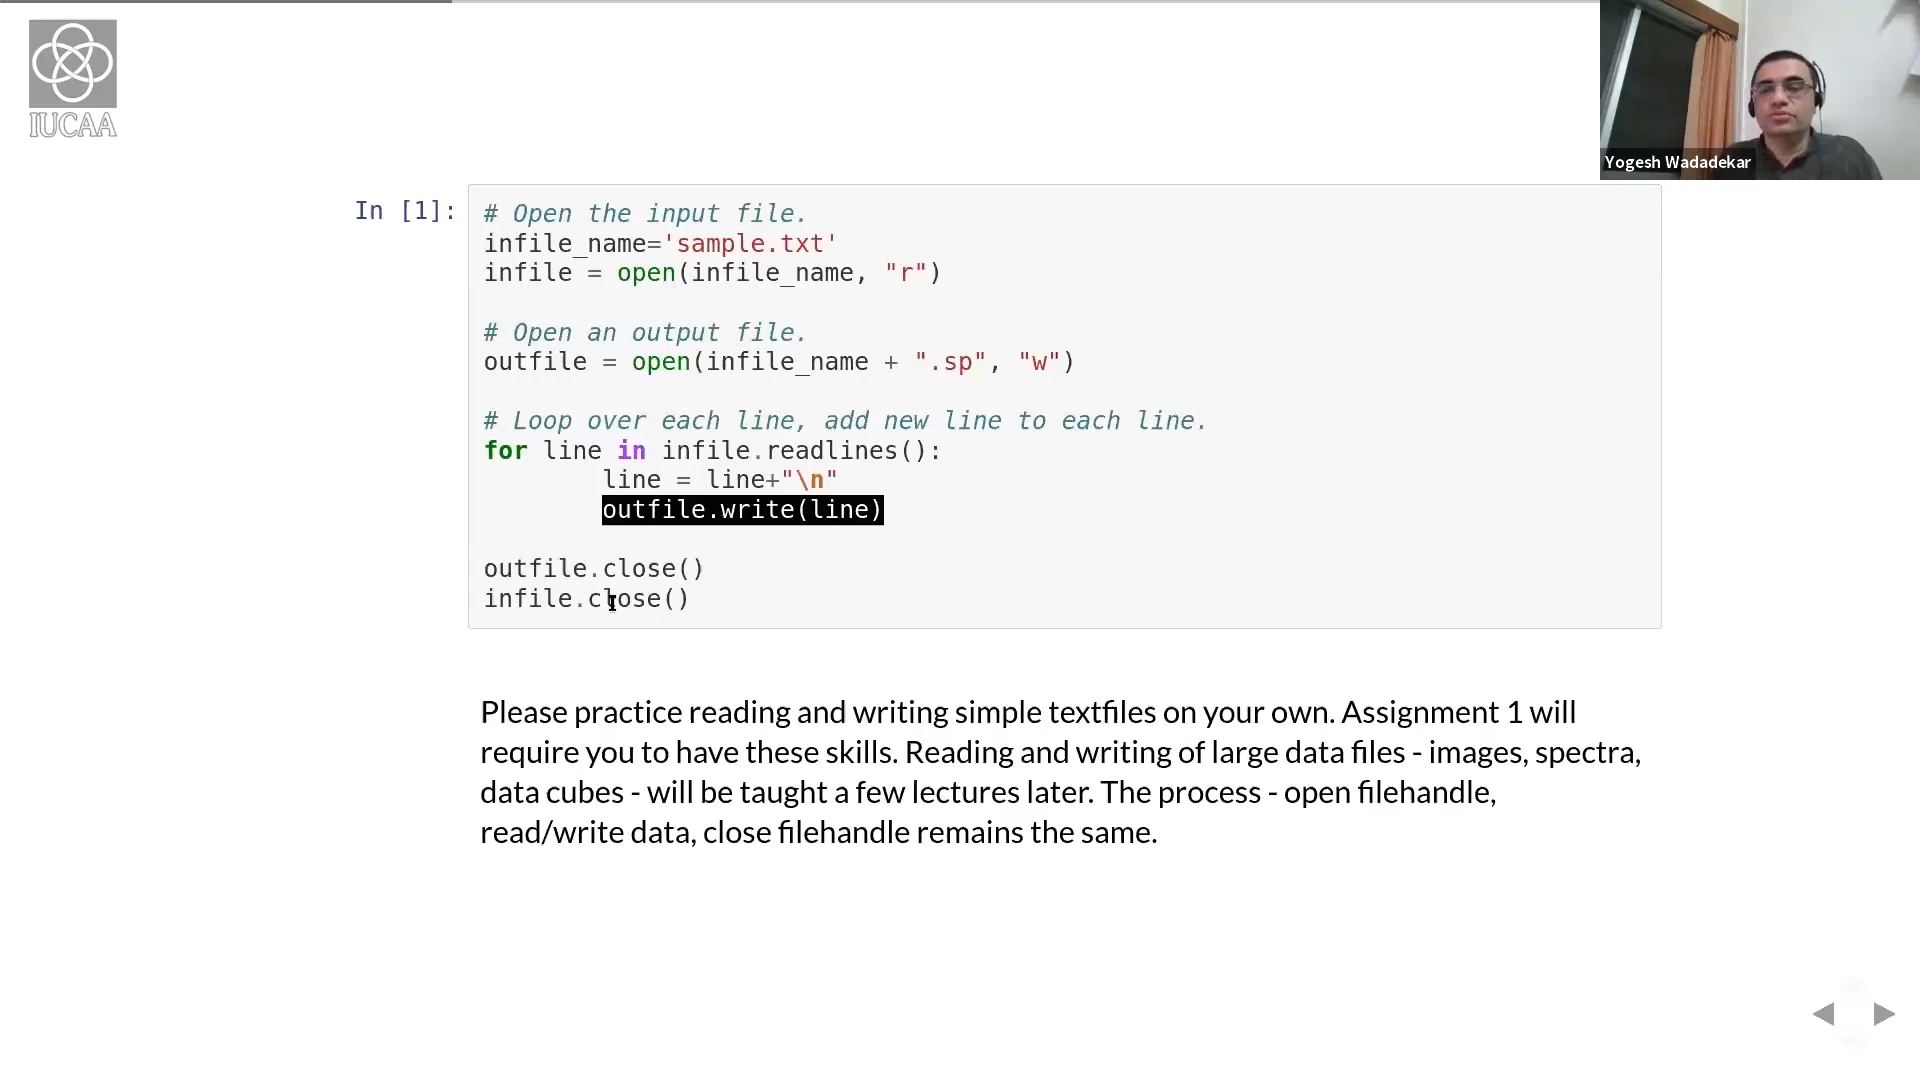 IUCAA
Yogesh Wadadekar
In [1]:
# Open the input file.
infile_name='sample.txt'
infile = open(infile_name, "r")
# Open an output file.
outfile = open(infile_name + ".sp", "w")
# Loop over each line, add new line to each line.
for line in infile.readlines():
line = line+"\n"
outfile.write(line)
outfile.close()
infile.close()
Please practice reading and writing simple textfiles on your own. Assignment 1 will
require you to have these skills. Reading and writing of large data files - images, spectra,
data cubes - will be taught a few lectures later. The process - open filehandle,
read/write data, close filehandle remains the same.